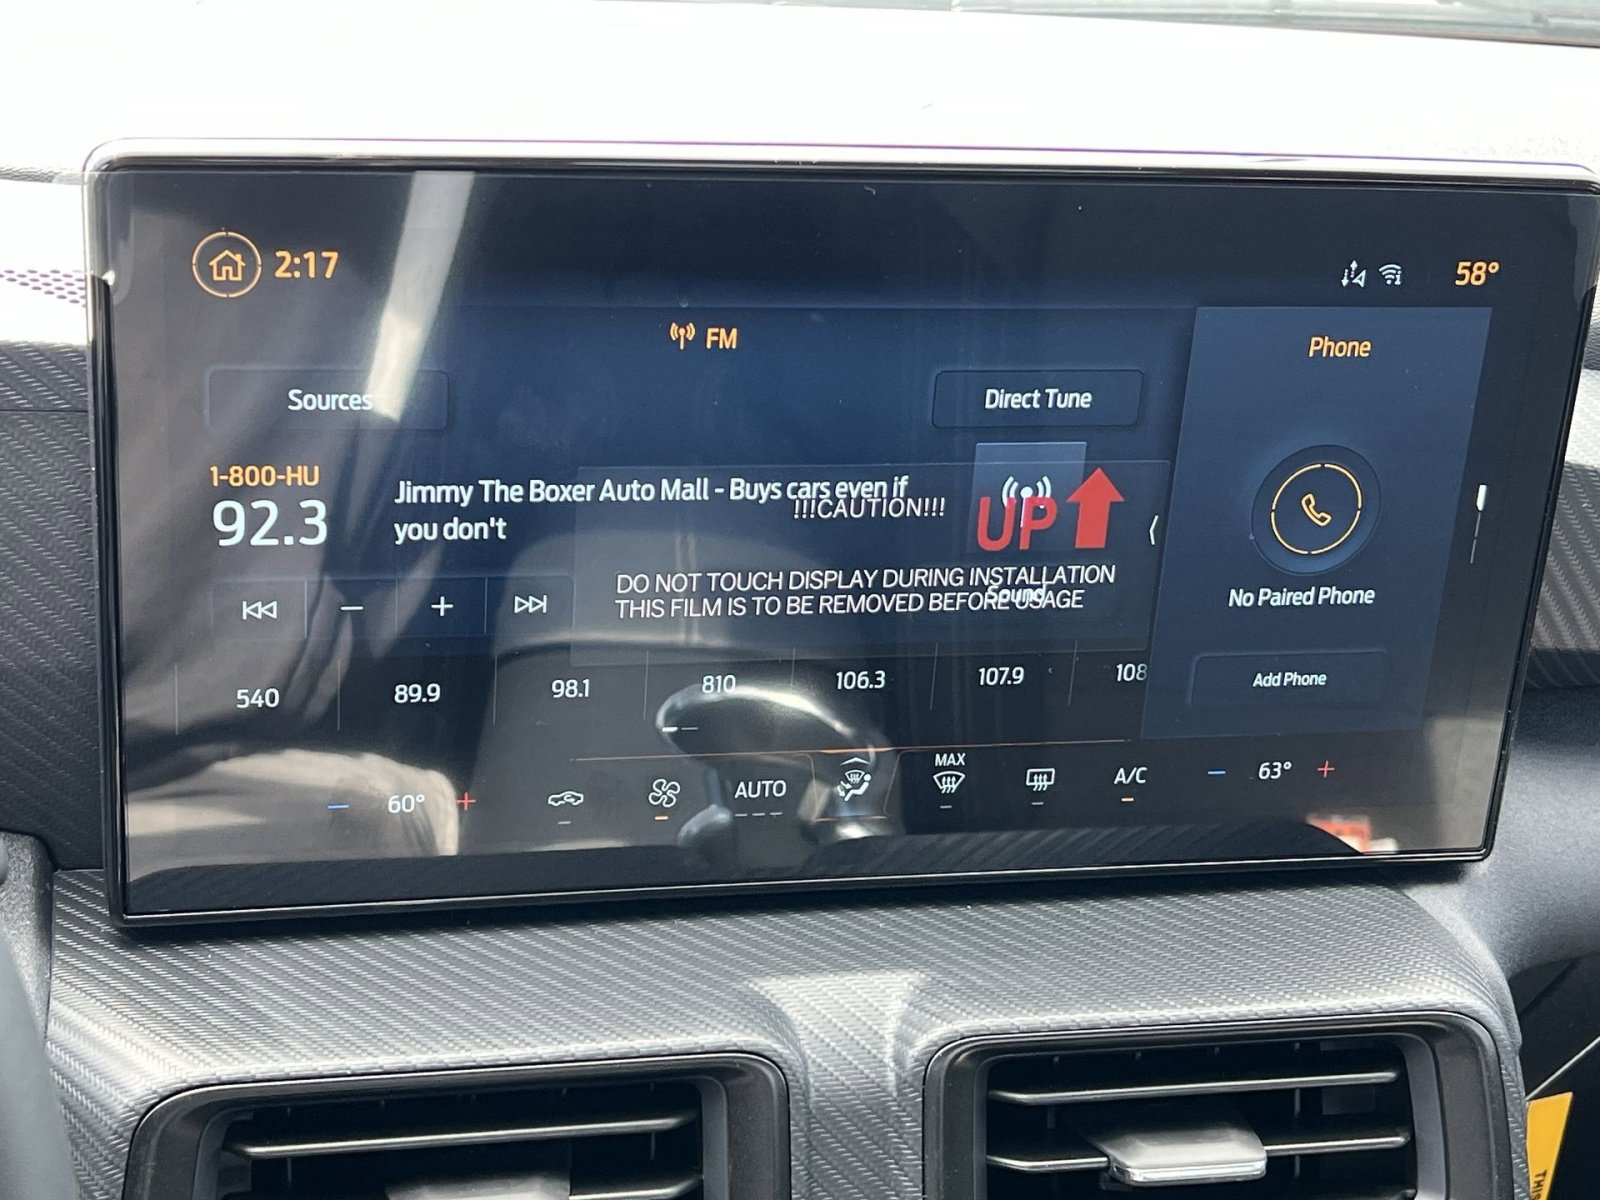 2:17
58°
FM
Phone
Sources
Direct Tune
1-800-HU
92.3
Jimmy The Boxer Auto Mall - Buys cars even if
you don't
!!!CAUTION!!!
UP
DO NOT TOUCH DISPLAY DURING INSTALLATION
THIS FILM IS TO BE REMOVED BEFORE USAGE
Sound
No Paired Phone
Add Phone
540
89.9
98.1
810
106.3
107.9
108
60°
AUTO
MAX
A/C
63°